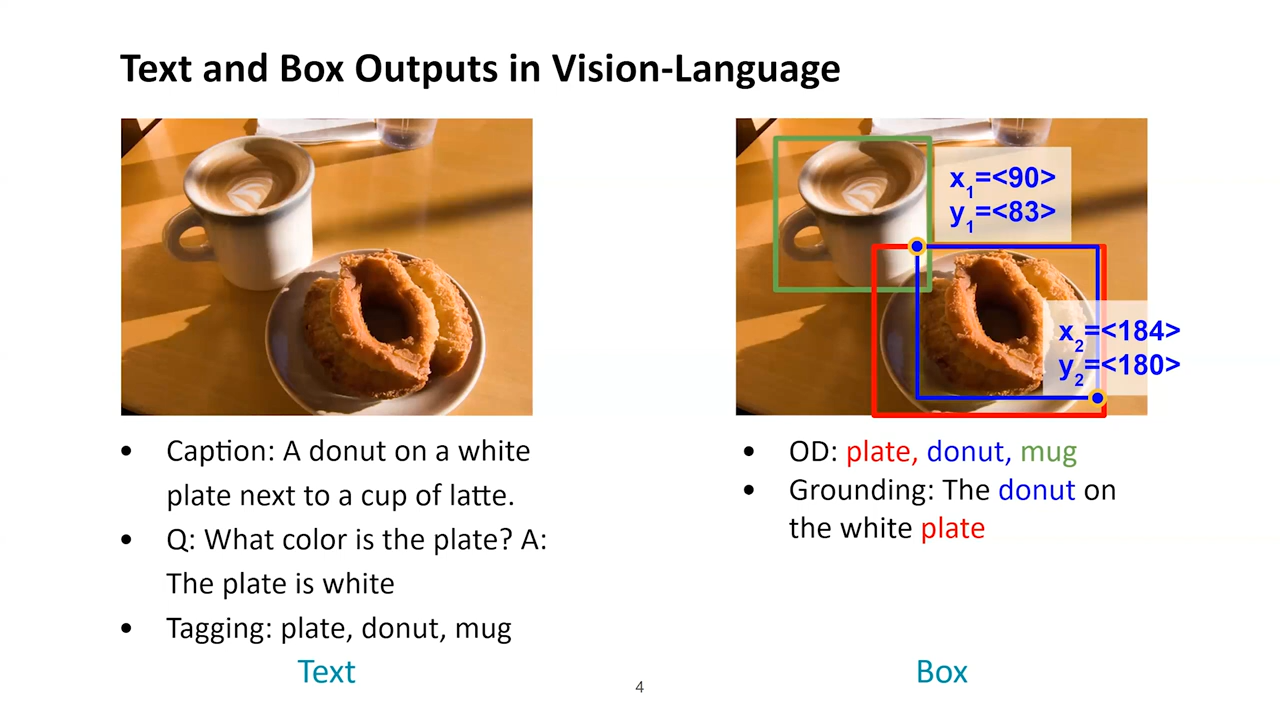 Text and Box Outputs in Vision-Language
x1=<90>
y1=<83>
x2=<184>
y2=<180>
• Caption: A donut on a white
plate next to a cup of latte.
• Q: What color is the plate? A:
The plate is white
• Tagging: plate, donut, mug
Text
• OD: plate, donut, mug
• Grounding: The donut on
the white plate
Box
4